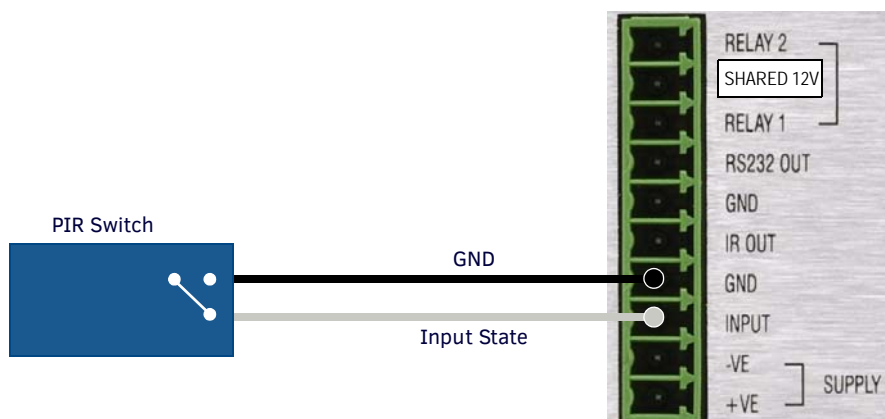 RELAY 2
SHARED 12V
RELAY 1
RS232 OUT
GND
IR OUT
GND
INPUT
-VE
SUPPLY
+VE
PIR Switch
GND
Input State